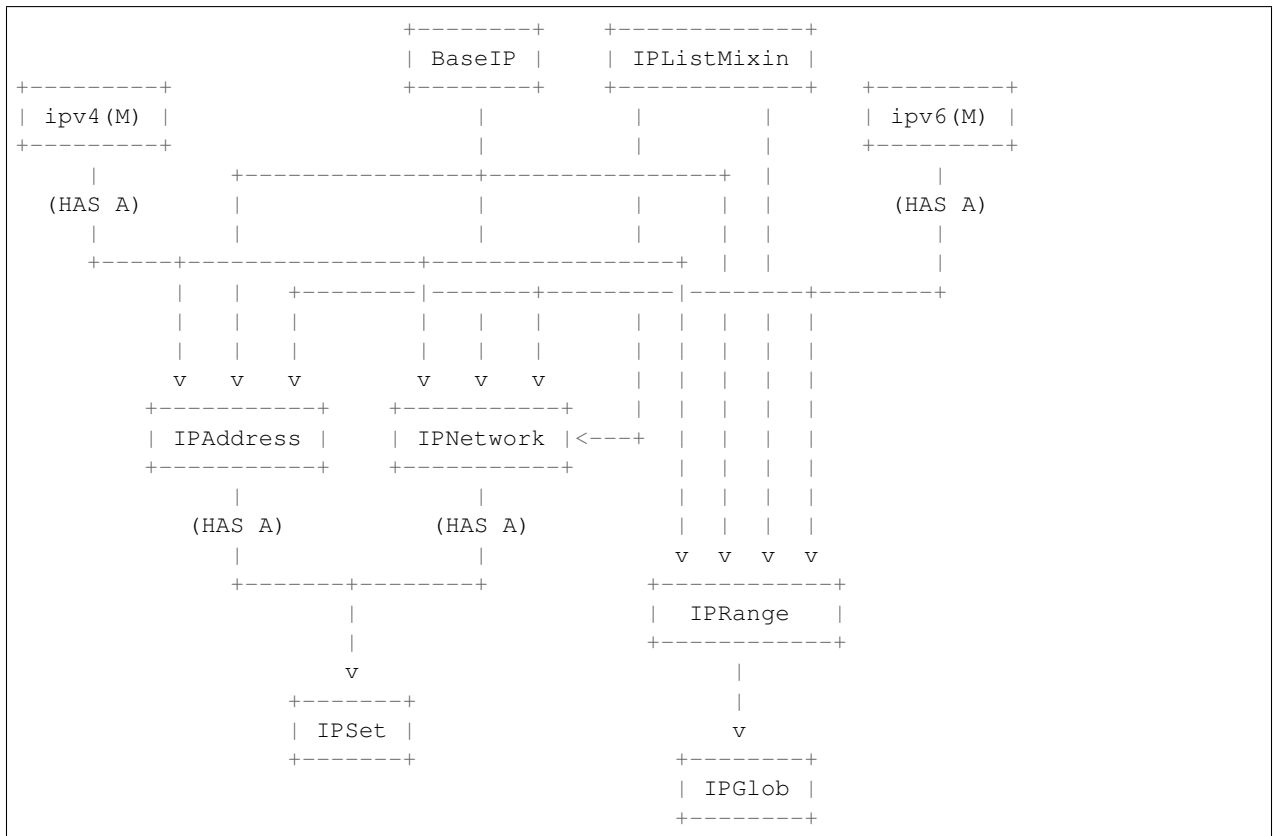 BaseIP IPListMixin
ipv4(M) ipv6(M)
(HAS A) (HAS A)
v v v v v v
IPAddress IPNetwork
(HAS A) (HAS A)
v v v v
IPRange
v
IPSet
v
IPGlob